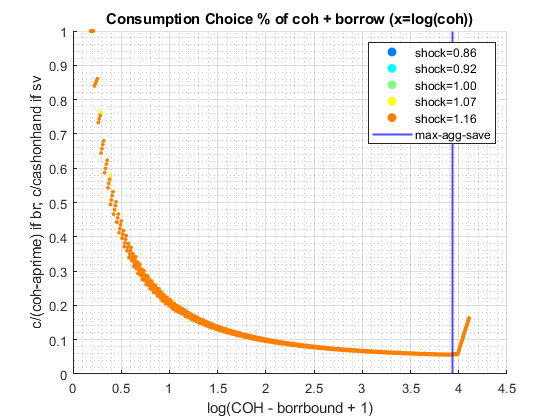 Consumption Choice % of coh + borrow (x=log(coh))
c/(coh-aprime) if br, c/cashonhand if sv
1
0.9
0.8
0.7
0.6
0.5
0.4
0.3
0.2
0.1
0
shock=0.86
shock=0.92
shock=1.00
shock=1.07
shock=1.16
max-agg-save
0 0.5 1 1.5 2 2.5 3 3.5 4 4.5
log(COH - borrbound + 1)